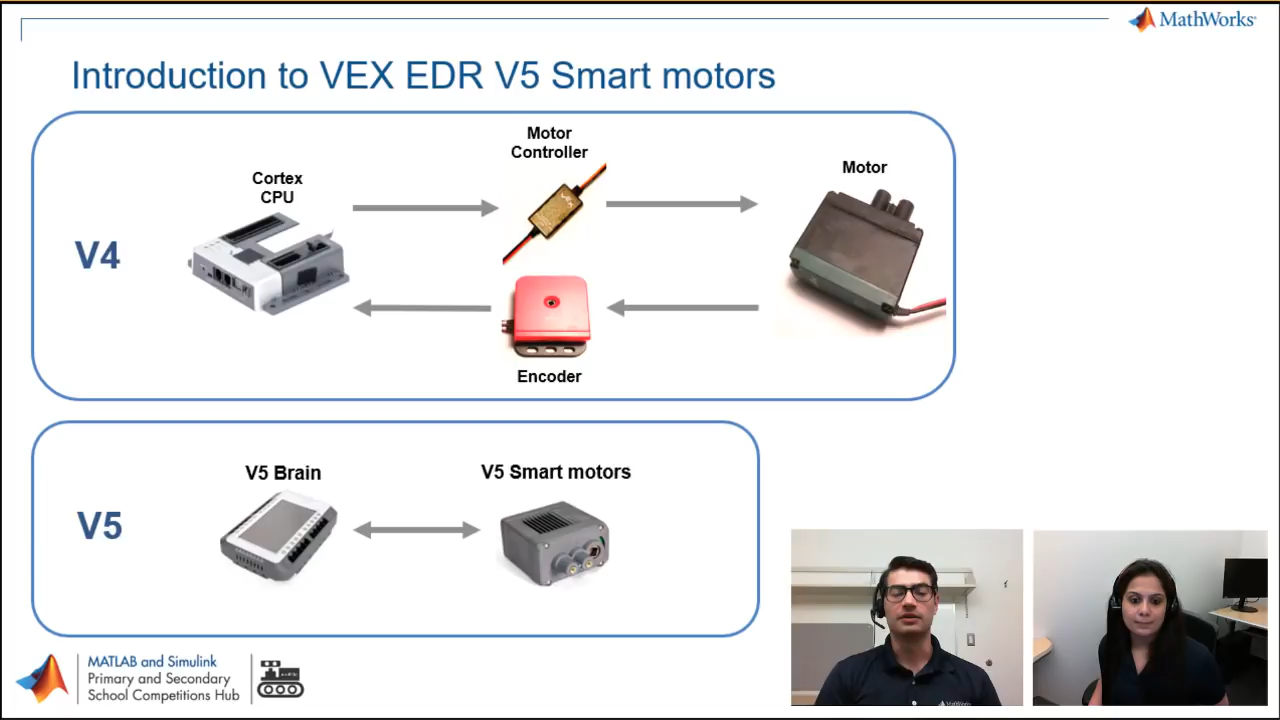 MathWorks
Introduction to VEX EDR V5 Smart motors
Motor
Controller
Motor
Cortex
CPU
V4
Encoder
V5 Brain
V5 Smart motors
V5
MATLAB and Simulink
Primary and Secondary
School Competitions Hub
MathWorks